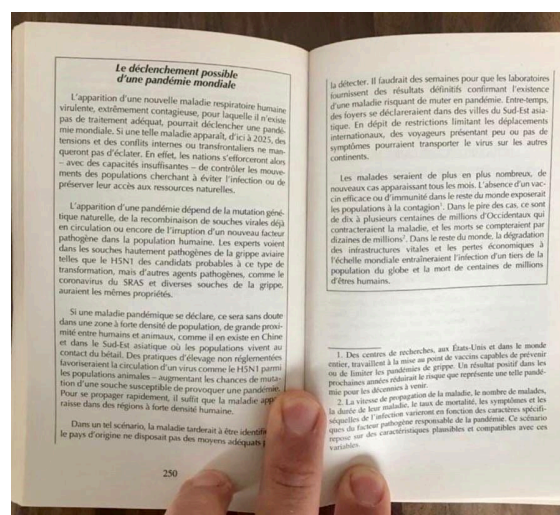 Le déclenchement possible
d'une pandémie mondiale
L'apparition d'une nouvelle maladie respiratoire humaine
virulente, extrêmement contagieuse, pour laquelle il n'existe
pas de traitement adéquat, pourrait déclencher une pandé-
mie mondiale. Si une telle maladie apparaît, d'ici à 2025, des
tensions et des conflits internes ou transfrontaliers ne man-
queront pas d'éclater. En effet, les nations s'efforceront alors
– avec des capacités insuffisantes – de contrôler les mouve-
ments des populations cherchant à éviter l'infection ou de
préserver leur accès aux ressources naturelles.
L'apparition d'une pandémie dépend de la mutation géné-
tique naturelle, de la recombinaison de souches virales déjà
en circulation ou encore de l'irruption d'un nouveau facteur
pathogène dans la population humaine. Les experts voient
dans les souches hautement pathogènes de la grippe aviaire
telles que le H5N1 des candidats probables à ce type de
transformation, mais d'autres agents pathogènes, comme le
coronavirus du SRAS et diverses souches de la grippe,
auraient les mêmes propriétés.
Si une maladie pandémique se déclare, ce sera sans doute
dans une zone à forte densité de population, de grande proxi-
mité entre humains et animaux, comme il en existe en Chine
et dans le Sud-Est asiatique où les populations vivent au
contact du bétail. Des pratiques d'élevage non réglementées
favoriseraient la circulation d'un virus comme le H5N1 parmi
les populations animales – augmentant les chances de muta-
tion d'une souche susceptible de provoquer une pandémie.
Pour se propager rapidement, il suffit que la maladie
raisse dans des régions à forte densité humaine.
Dans un tel scénario, la maladie tarderait à être
le pays d'origine ne disposait pas des moyens adéquats
250
la détecter. Il faudrait des semaines pour que les laboratoires
fournissent des résultats définitifs confirmant l'existence
d'une maladie risquant de muter en pandémie. Entre-temps,
des foyers se déclareraient dans des villes du Sud-Est asia-
tique. En dépit de restrictions limitant les déplacements
internationaux, des voyageurs présentant peu ou pas de
symptômes pourraient transporter le virus sur les autres
continents.
Les malades seraient de plus en plus nombreux, de
nouveaux cas apparaissant tous les mois. L'absence d'un vac-
cin efficace ou d'immunité dans le reste du monde exposerait
les populations à la contagion¹. Dans le pire des cas, ce sont
de dix à plusieurs centaines de millions d'Occidentaux qui
contracteraient la maladie, et les morts se compteraient par
dizaines de millions². Dans le reste du monde, la dégradation
des infrastructures vitales et les pertes économiques à
l'échelle mondiale entraîneraient l'infection d'un tiers de la
population du globe et la mort de centaines de millions
d'êtres humains.
1. Des centres de recherches, aux États-Unis et dans le monde
entier, travaillent à la mise au point de vaccins capables de prévenir
ou de limiter les pandémies de grippe. Un résultat positif dans les
prochaines années réduirait le risque que représente une telle pandé-
mie pour les décennies à venir.
2. La vitesse de propagation de la maladie, le nombre de malades,
la durée de leur maladie, le taux de mortalité, les symptômes et les
séquelles de l'infection varieront en fonction des caractéristiques spécifi-
ques du facteur pathogène responsable de la pandémie. Ce scénario
repose sur des caractéristiques plausibles et compatibles avec ces
variables.